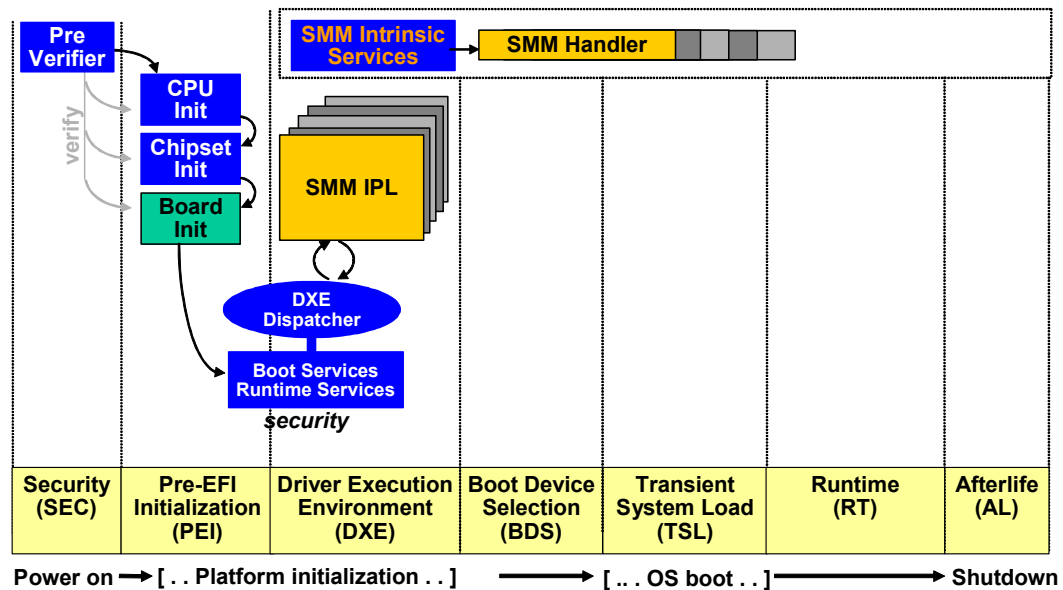 Pre
Verifier
SMM Intrinsic
Services
SMM Handler
CPU
Init
verify
Chipset
Init
SMM IPL
Board
Init
DXE
Dispatcher
Boot Services
Runtime Services
security
Security
(SEC)
Pre-EFI
Initialization
(PEI)
Driver Execution
Environment
(DXE)
Boot Device
Selection
(BDS)
Transient
System Load
(TSL)
Runtime
(RT)
Afterlife
(AL)
Power on [ . . Platform initialization . . ] [ .. . OS boot . . ] Shutdown